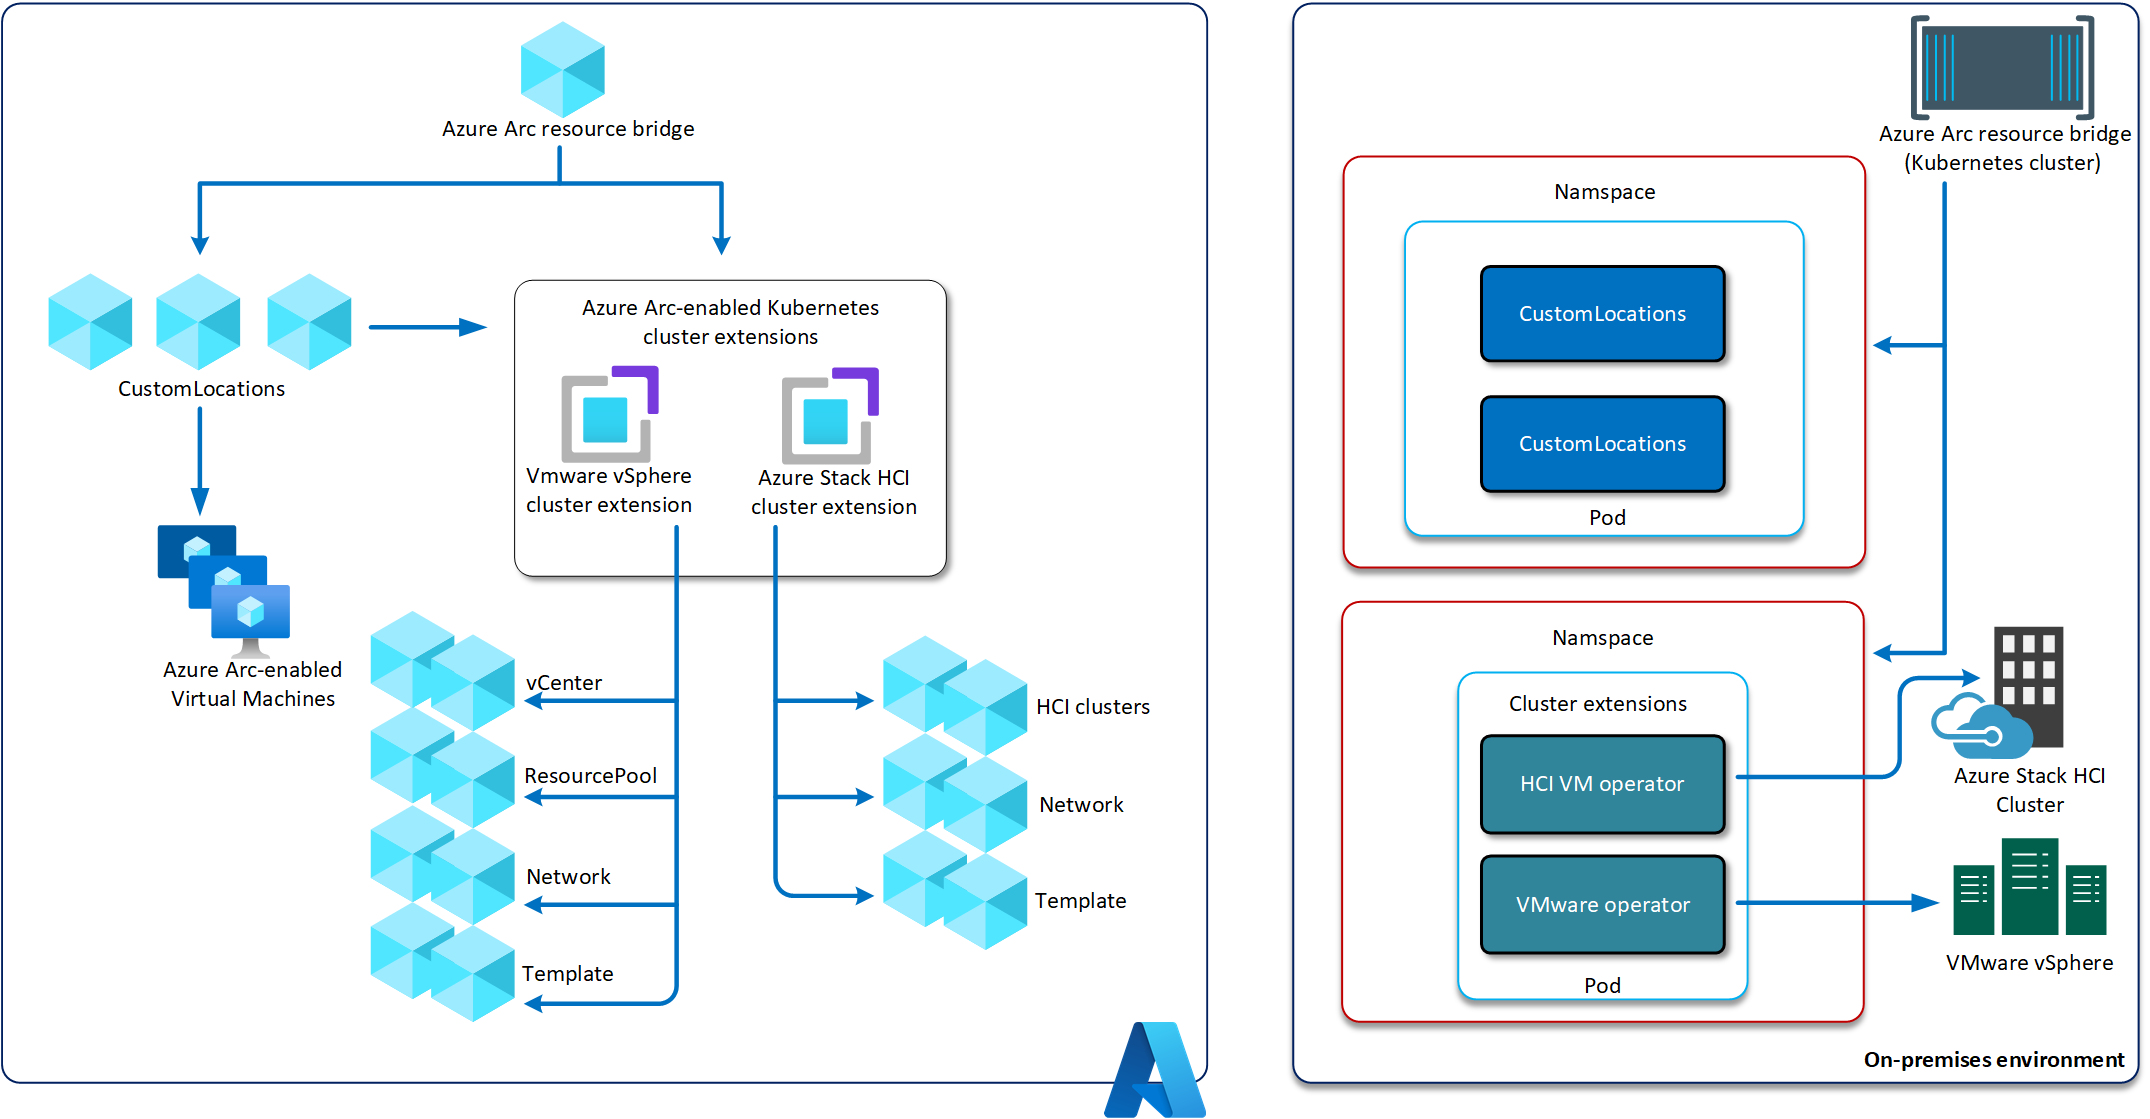 Azure Arc resource bridge
CustomLocations
Azure Arc-enabled Kubernetes
cluster extensions
Vmware vSphere
cluster extension
Azure Stack HCI
cluster extension
Azure Arc-enabled
Virtual Machines
vCenter
ResourcePool
Network
Template
HCI clusters
Network
Template
Azure Arc resource bridge
(Kubernetes cluster)
Namspace
CustomLocations
CustomLocations
Pod
Namspace
Cluster extensions
HCI VM operator
VMware operator
Pod
Azure Stack HCI
Cluster
VMware vSphere
On-premises environment